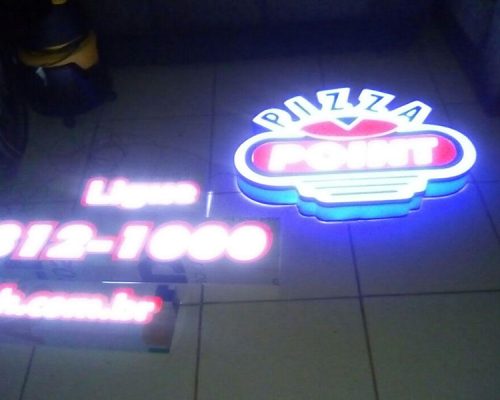 PIZZA
POINT
Ligue
312-1000
.com.br